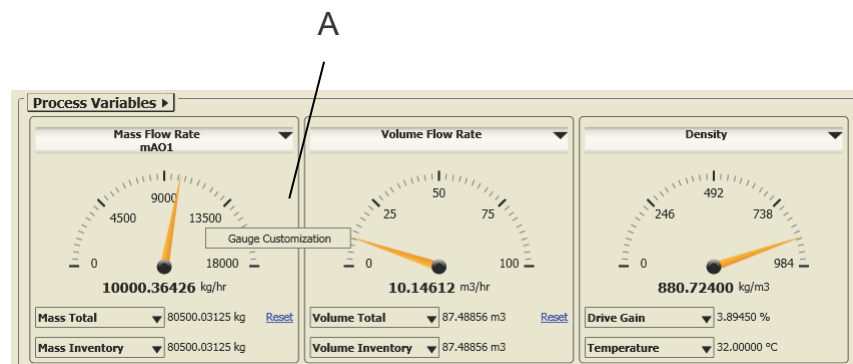 A
Process Variables
Mass Flow Rate
mAO1
9000
4500
13500
0
18000
10000.36426 kg/hr
Mass Total 80500.03125 kg Reset
Mass Inventory 80500.03125 kg
Gauge Customization
Volume Flow Rate
50
25
75
0
100
10.14612 m3/hr
Volume Total 87.48856 m3 Reset
Volume Inventory 87.48856 m3
Density
492
246
738
0
984
880.72400 kg/m3
Drive Gain 3.89450 %
Temperature 32.00000 °C